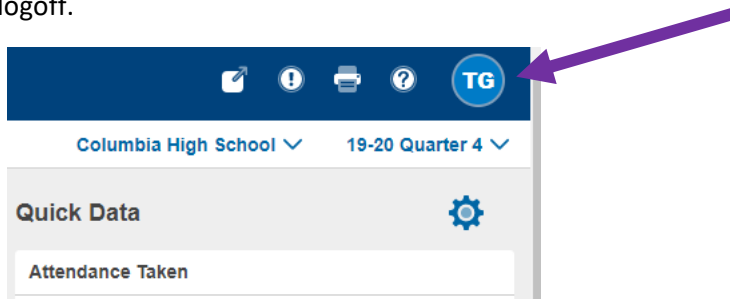 logoff.
TG
Columbia High School 19-20 Quarter 4
Quick Data
Attendance Taken